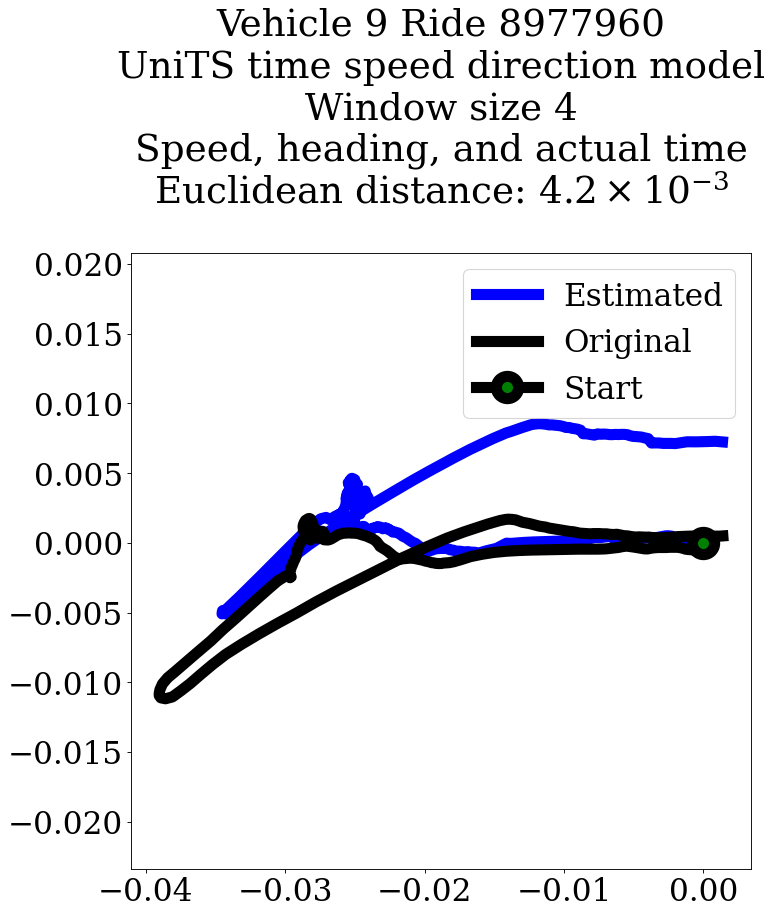 Vehicle 9 Ride 8977960
UniTS time speed direction model
Window size 4
Speed, heading, and actual time
Euclidean distance: 4.2 × 10⁻³
Estimated
Original
Start
0.020
0.015
0.010
0.005
0.000
−0.005
−0.010
−0.015
−0.020
−0.04 −0.03 −0.02 −0.01 0.00